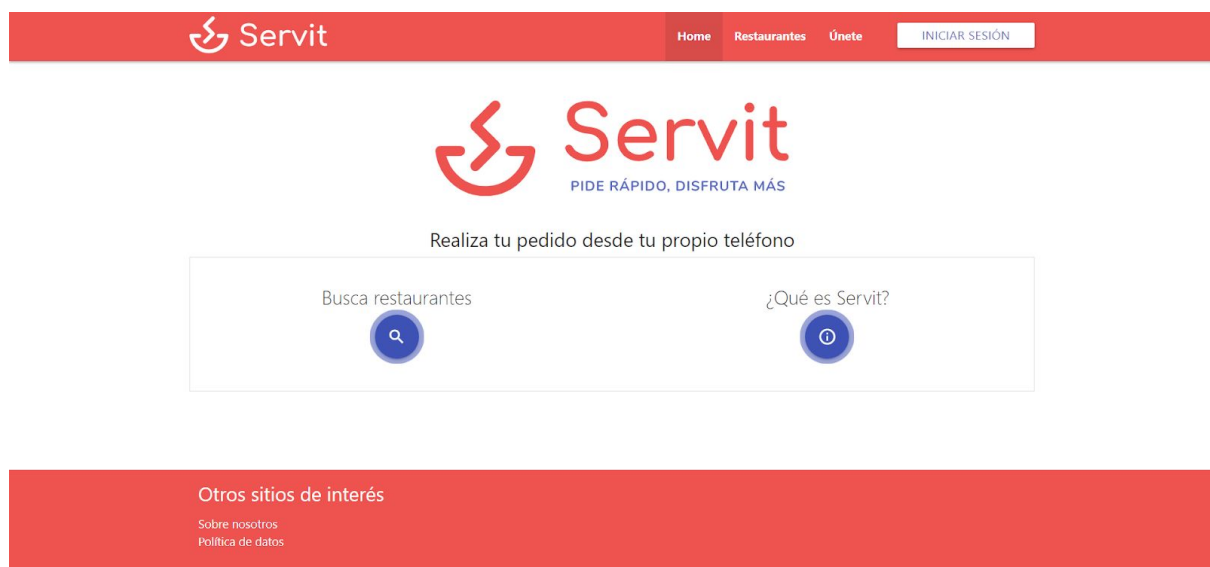 Servit
Home Restaurantes Únete INICIAR SESIÓN
Servit
PIDE RÁPIDO, DISFRUTA MÁS
Realiza tu pedido desde tu propio teléfono
Busca restaurantes
¿Qué es Servit?
Otros sitios de interés
Sobre nosotros
Política de datos